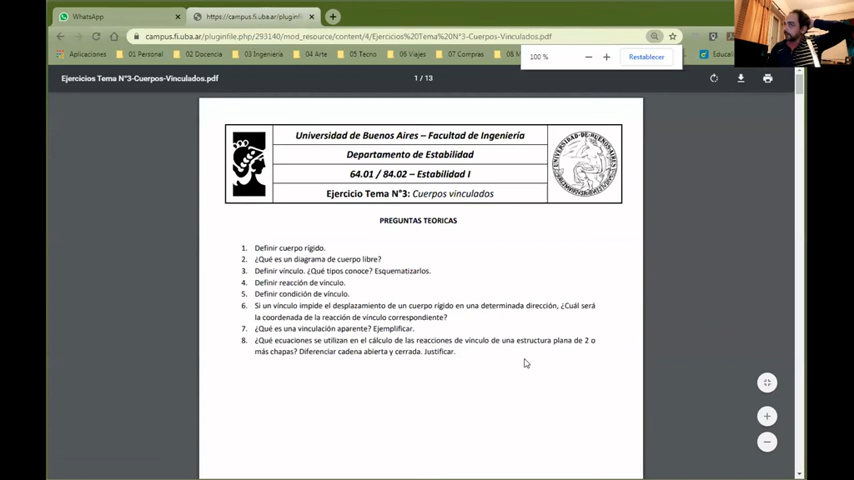 WhatsApp
https://campus.fi.uba.ar/pluginfi
campus.fi.uba.ar/pluginfile.php/293140/mod_resource/content/4/Ejercicios%20Tema%20N°3-Cuerpos-Vinculados.pdf
Aplicaciones 01 Personal 02 Docencia 03 Ingeniería 04 Arte 05 Tecno 06 Viajes 07 Compras 08 Educa
100 % Restablecer
Ejercicios Tema N°3-Cuerpos-Vinculados.pdf 1 / 13
Universidad de Buenos Aires – Facultad de Ingeniería
Departamento de Estabilidad
64.01 / 84.02 – Estabilidad I
Ejercicio Tema N°3: Cuerpos vinculados
PREGUNTAS TEORICAS
1. Definir cuerpo rígido.
2. ¿Qué es un diagrama de cuerpo libre?
3. Definir vínculo. ¿Qué tipos conoce? Esquematizarlos.
4. Definir reacción de vínculo.
5. Definir condición de vínculo.
6. Si un vínculo impide el desplazamiento de un cuerpo rígido en una determinada dirección, ¿Cuál será
la coordenada de la reacción de vínculo correspondiente?
7. ¿Qué es una vinculación aparente? Ejemplificar.
8. ¿Qué ecuaciones se utilizan en el cálculo de las reacciones de vínculo de una estructura plana de 2 o
más chapas? Diferenciar cadena abierta y cerrada. Justificar.